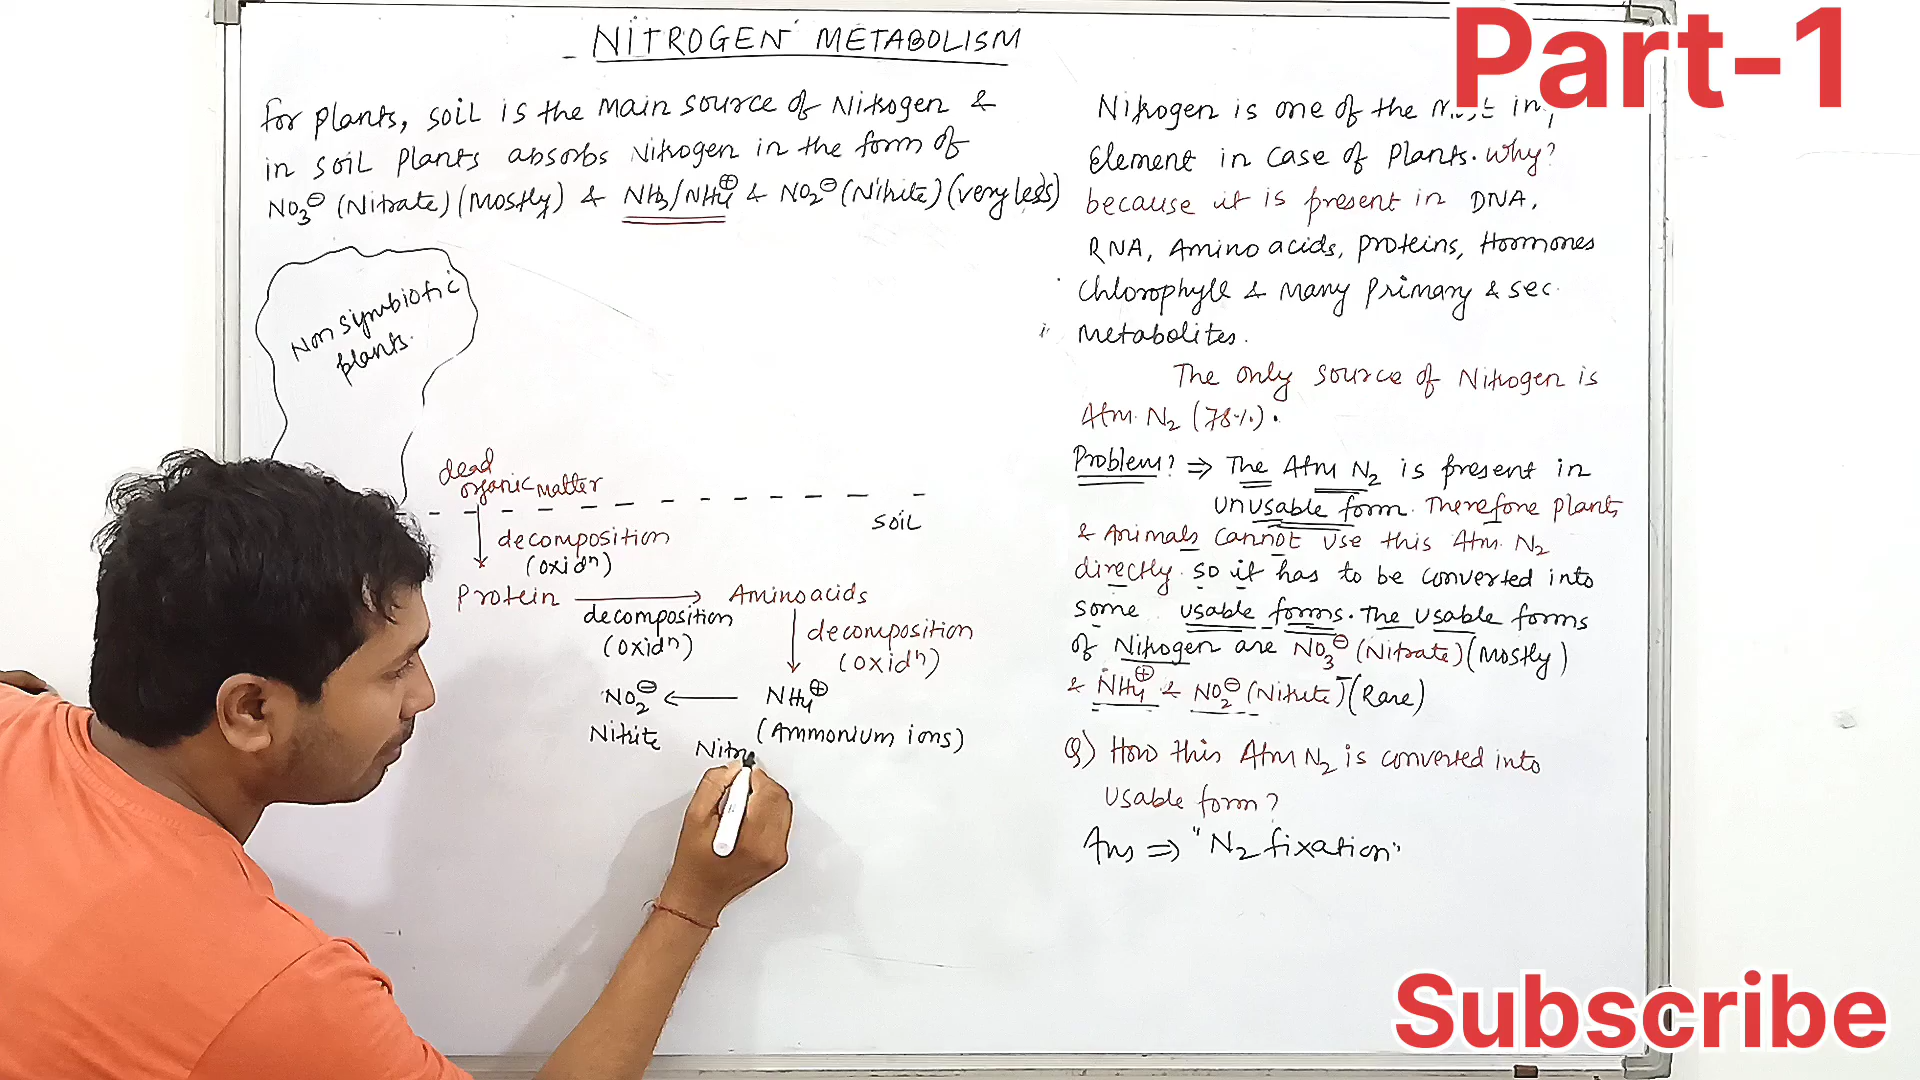 NITROGEN METABOLISM
Part-1
For plants, soil is the main source of Nitrogen &
in soil plants absorbs Nitrogen in the form of
NO3⊖ (Nitrate) (Mostly) & NH3/NH4⊕ & NO2⊖ (Nitrite) (very less)
Non symbiotic
plants.
dead
organic matter
soil
decomposition
(oxidⁿ)
Protein → Amino acids
decomposition
(oxidⁿ)
decomposition
(oxidⁿ)
NO2⊖ ← NH4⊕
Nitrite
(Ammonium ions)
Nitr
Nitrogen is one of the
Element in case of plants. Why?
because it is present in DNA,
RNA, Amino acids, proteins, Hormones
Chlorophyll & many primary & sec.
metabolites.
The only source of Nitrogen is
Atm. N2 (78%).
Problem? ⇒ The Atm N2 is present in
unusable form. Therefore plants
& Animals cannot use this Atm. N2
directly. so it has to be converted into
some usable forms. The usable forms
of Nitrogen are NO3⊖ (Nitrate) (Mostly)
& NH4⊕ & NO2⊖ (Nitrite) (Rare)
Q) How this Atm N2 is converted into
usable form?
Ans ⇒ "N2 fixation"
Subscribe